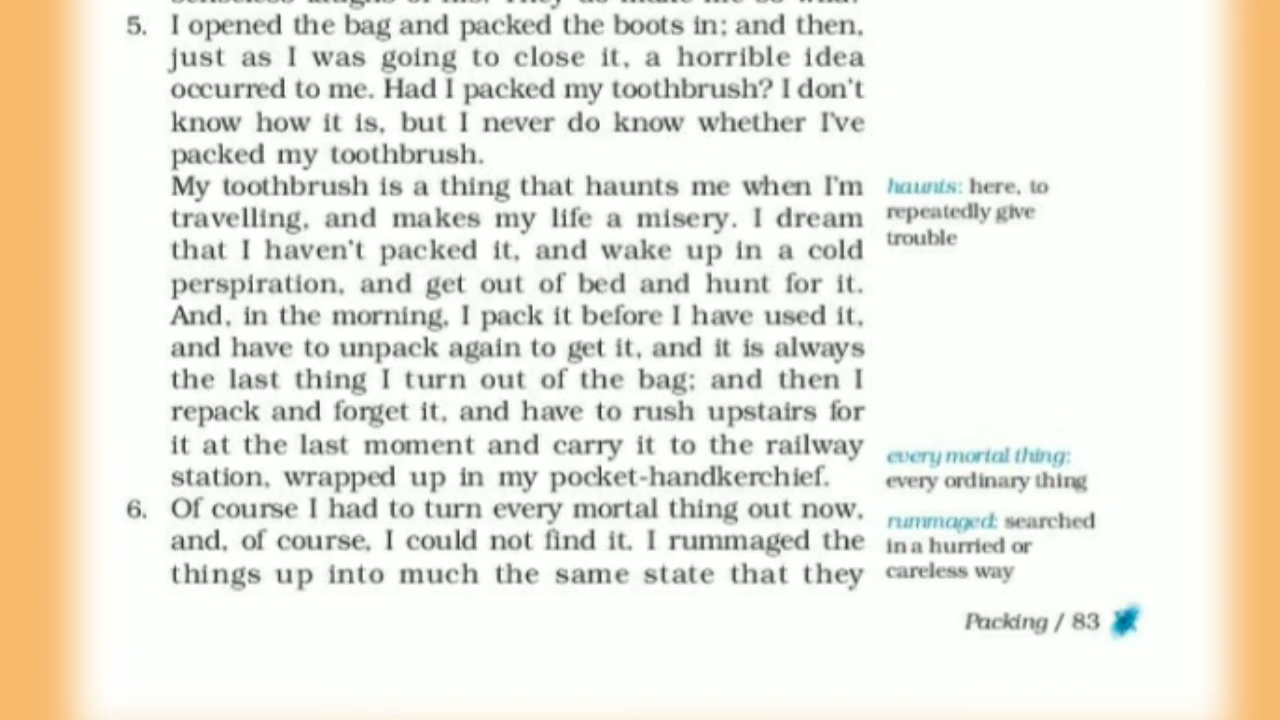 5. I opened the bag and packed the boots in; and then,
just as I was going to close it, a horrible idea
occurred to me. Had I packed my toothbrush? I don't
know how it is, but I never do know whether I've
packed my toothbrush.
My toothbrush is a thing that haunts me when I'm
travelling, and makes my life a misery. I dream
that I haven't packed it, and wake up in a cold
perspiration, and get out of bed and hunt for it.
And, in the morning, I pack it before I have used it,
and have to unpack again to get it, and it is always
the last thing I turn out of the bag; and then I
repack and forget it, and have to rush upstairs for
it at the last moment and carry it to the railway
station, wrapped up in my pocket-handkerchief.
6. Of course I had to turn every mortal thing out now,
and, of course, I could not find it. I rummaged the
things up into much the same state that they
haunts: here, to
repeatedly give
trouble
every mortal thing:
every ordinary thing
rummaged: searched
in a hurried or
careless way
Packing / 83